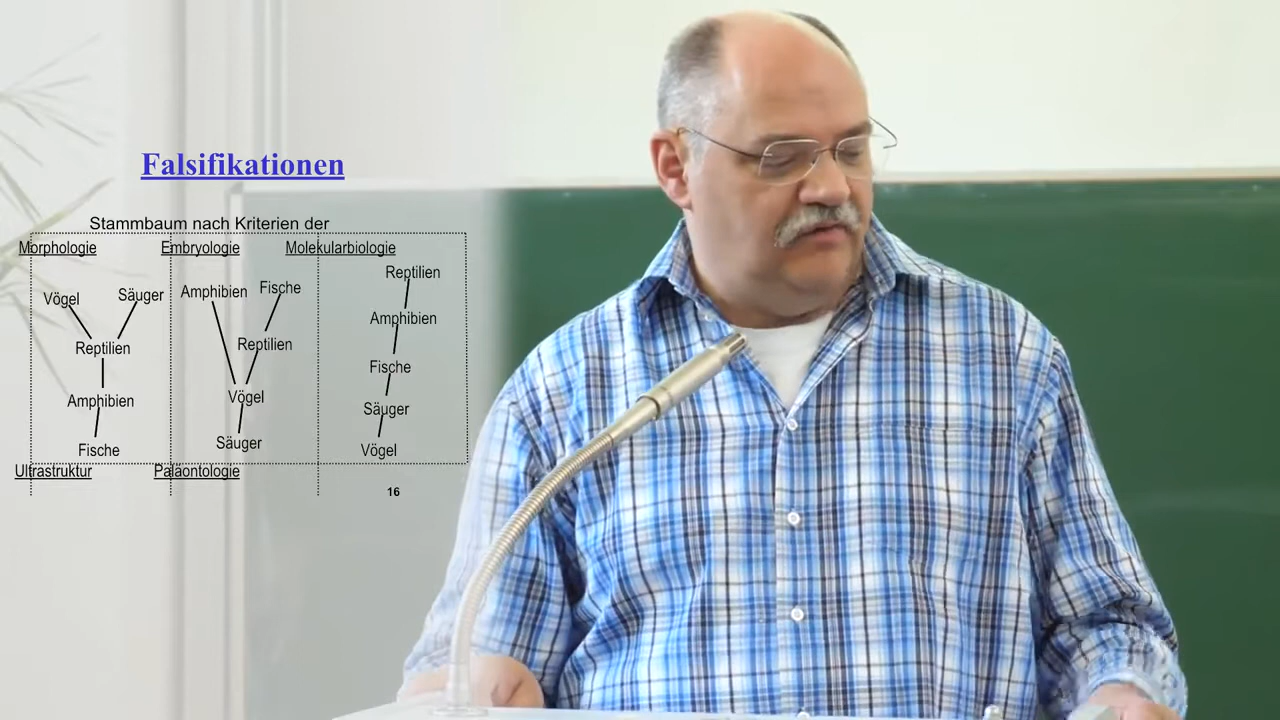 Falsifikationen
Stammbaum nach Kriterien der
Morphologie Embryologie Molekularbiologie
Reptilien
Vögel Säuger Amphibien Fische
Amphibien
Reptilien Reptilien
Fische
Amphibien Vögel
Säuger
Fische Säuger Vögel
Ultrastruktur Paläontologie
16